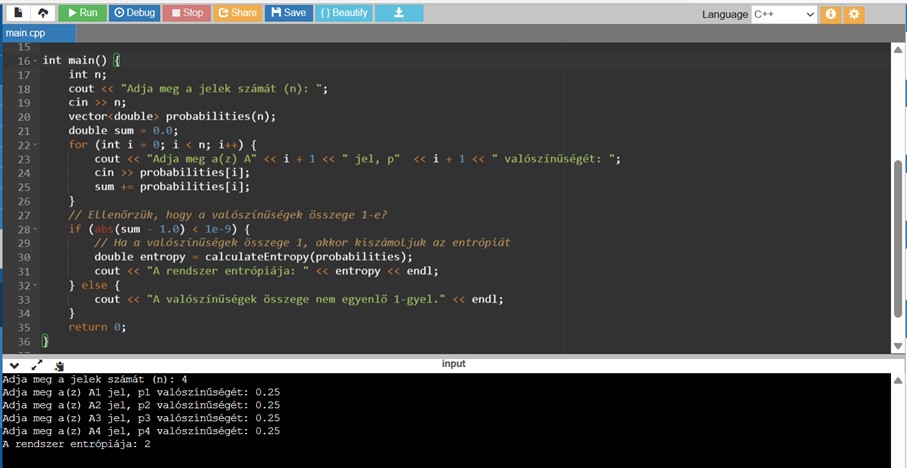 Run Debug Stop Share Save { } Beautify Language C++
main.cpp
15
16 int main() {
17 int n;
18 cout << "Adja meg a jelek számát (n): ";
19 cin >> n;
20 vector<double> probabilities(n);
21 double sum = 0.0;
22 for (int i = 0; i < n; i++) {
23 cout << "Adja meg a(z) A" << i + 1 << " jel, p" << i + 1 << " valószínűségét: ";
24 cin >> probabilities[i];
25 sum += probabilities[i];
26 }
27 // Ellenőrzük, hogy a valószínűségek összege 1-e?
28 if (abs(sum - 1.0) < 1e-9) {
29 // Ha a valószínűségek összege 1, akkor kiszámoljuk az entrópiát
30 double entropy = calculateEntropy(probabilities);
31 cout << "A rendszer entrópiája: " << entropy << endl;
32 } else {
33 cout << "A valószínűségek összege nem egyenlő 1-gyel." << endl;
34 }
35 return 0;
36 }
input
Adja meg a jelek számát (n): 4
Adja meg a(z) A1 jel, p1 valószínűségét: 0.25
Adja meg a(z) A2 jel, p2 valószínűségét: 0.25
Adja meg a(z) A3 jel, p3 valószínűségét: 0.25
Adja meg a(z) A4 jel, p4 valószínűségét: 0.25
A rendszer entrópiája: 2